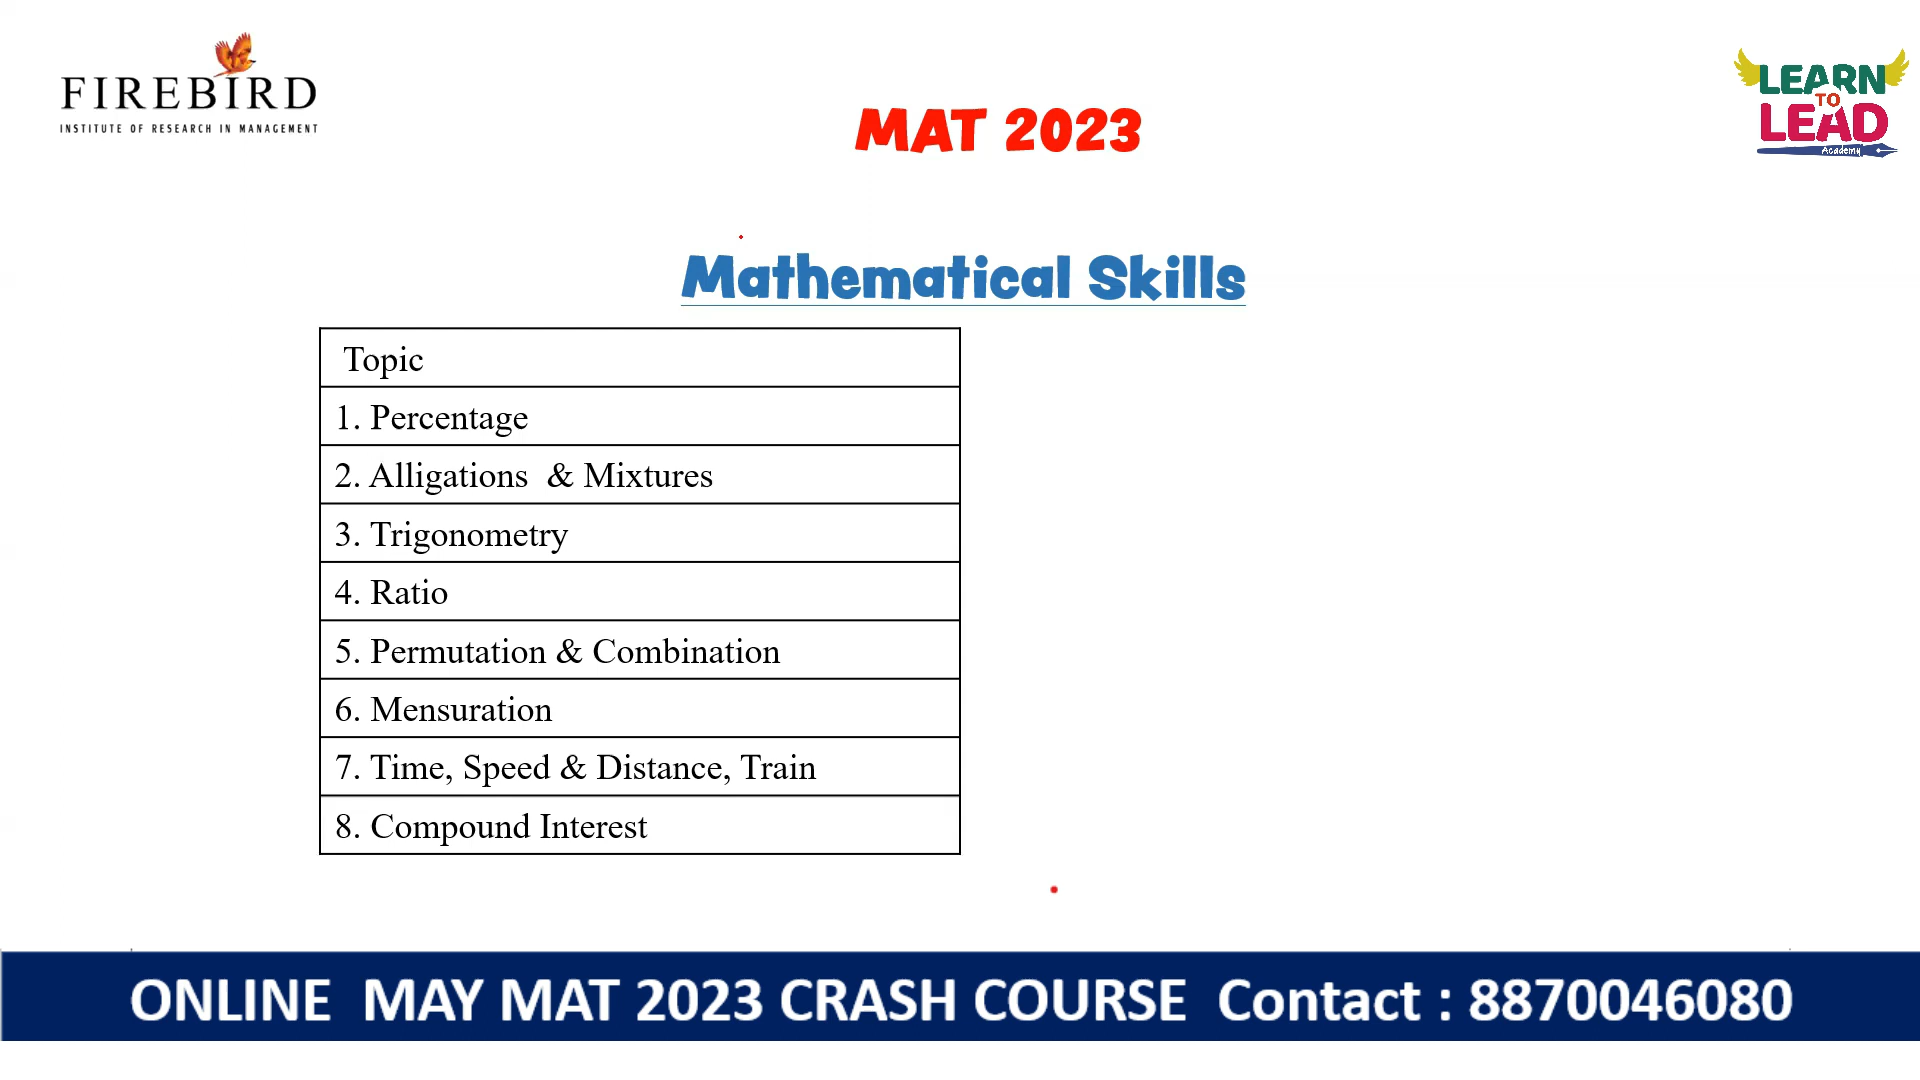 FIREBIRD
INSTITUTE OF RESEARCH IN MANAGEMENT
LEARN
TO
LEAD
Academy
MAT 2023
Mathematical Skills
Topic
1. Percentage
2. Alligations & Mixtures
3. Trigonometry
4. Ratio
5. Permutation & Combination
6. Mensuration
7. Time, Speed & Distance, Train
8. Compound Interest
ONLINE MAY MAT 2023 CRASH COURSE Contact : 8870046080